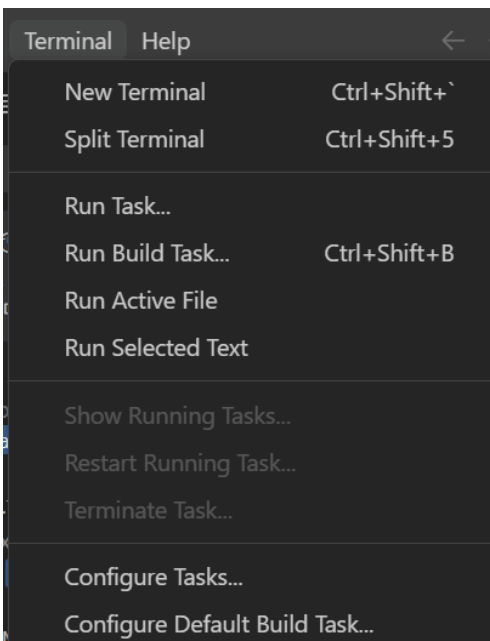 Terminal Help
New Terminal Ctrl+Shift+`
Split Terminal Ctrl+Shift+5
Run Task...
Run Build Task... Ctrl+Shift+B
Run Active File
Run Selected Text
Show Running Tasks...
Restart Running Task...
Terminate Task...
Configure Tasks...
Configure Default Build Task...